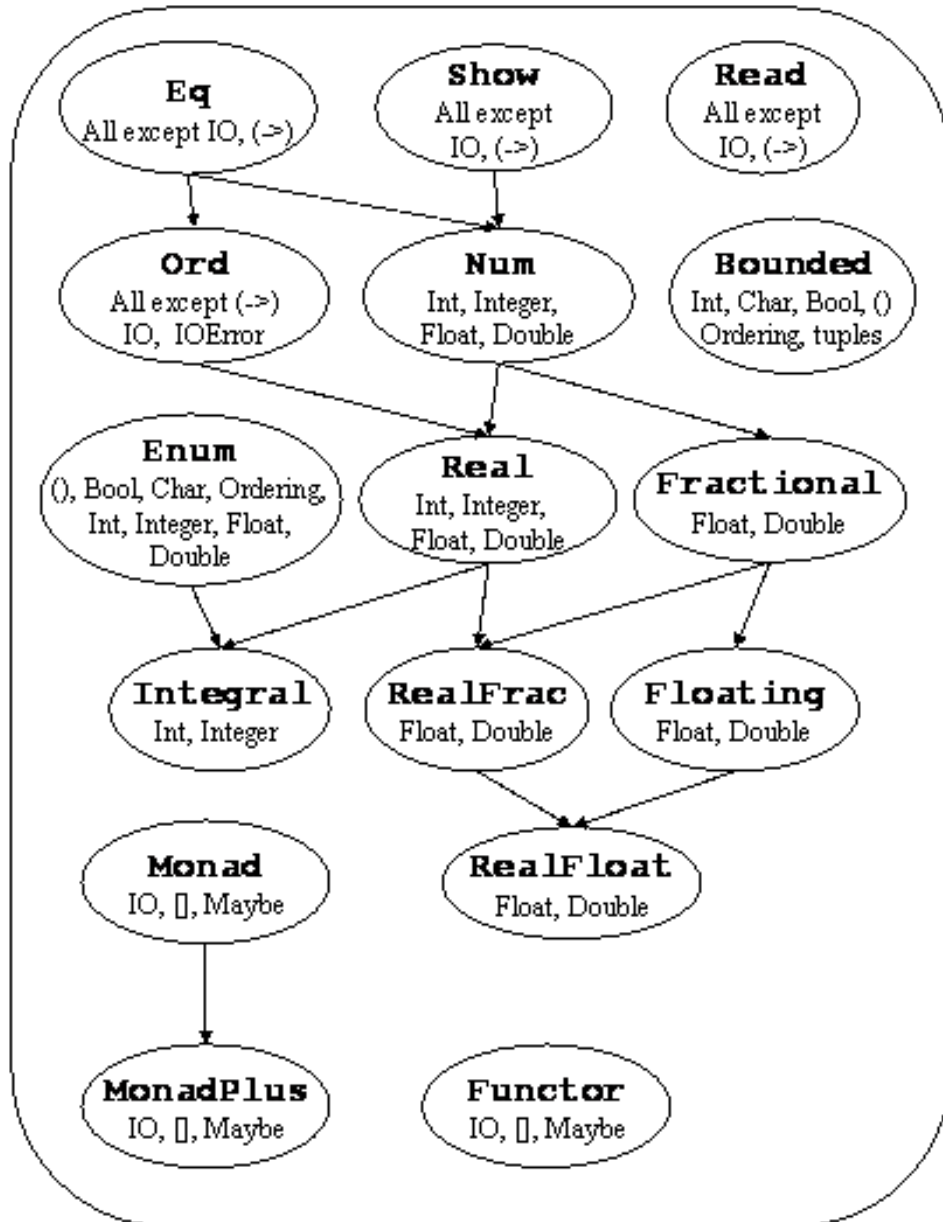 Eq
All except IO, (->)
Show
All except
IO, (->)
Read
All except
IO, (->)
Ord
All except (->)
IO, IOError
Num
Int, Integer,
Float, Double
Bounded
Int, Char, Bool, ()
Ordering, tuples
Enum
(), Bool, Char, Ordering,
Int, Integer, Float,
Double
Real
Int, Integer,
Float, Double
Fractional
Float, Double
Integral
Int, Integer
RealFrac
Float, Double
Floating
Float, Double
Monad
IO, [], Maybe
RealFloat
Float, Double
MonadPlus
IO, [], Maybe
Functor
IO, [], Maybe